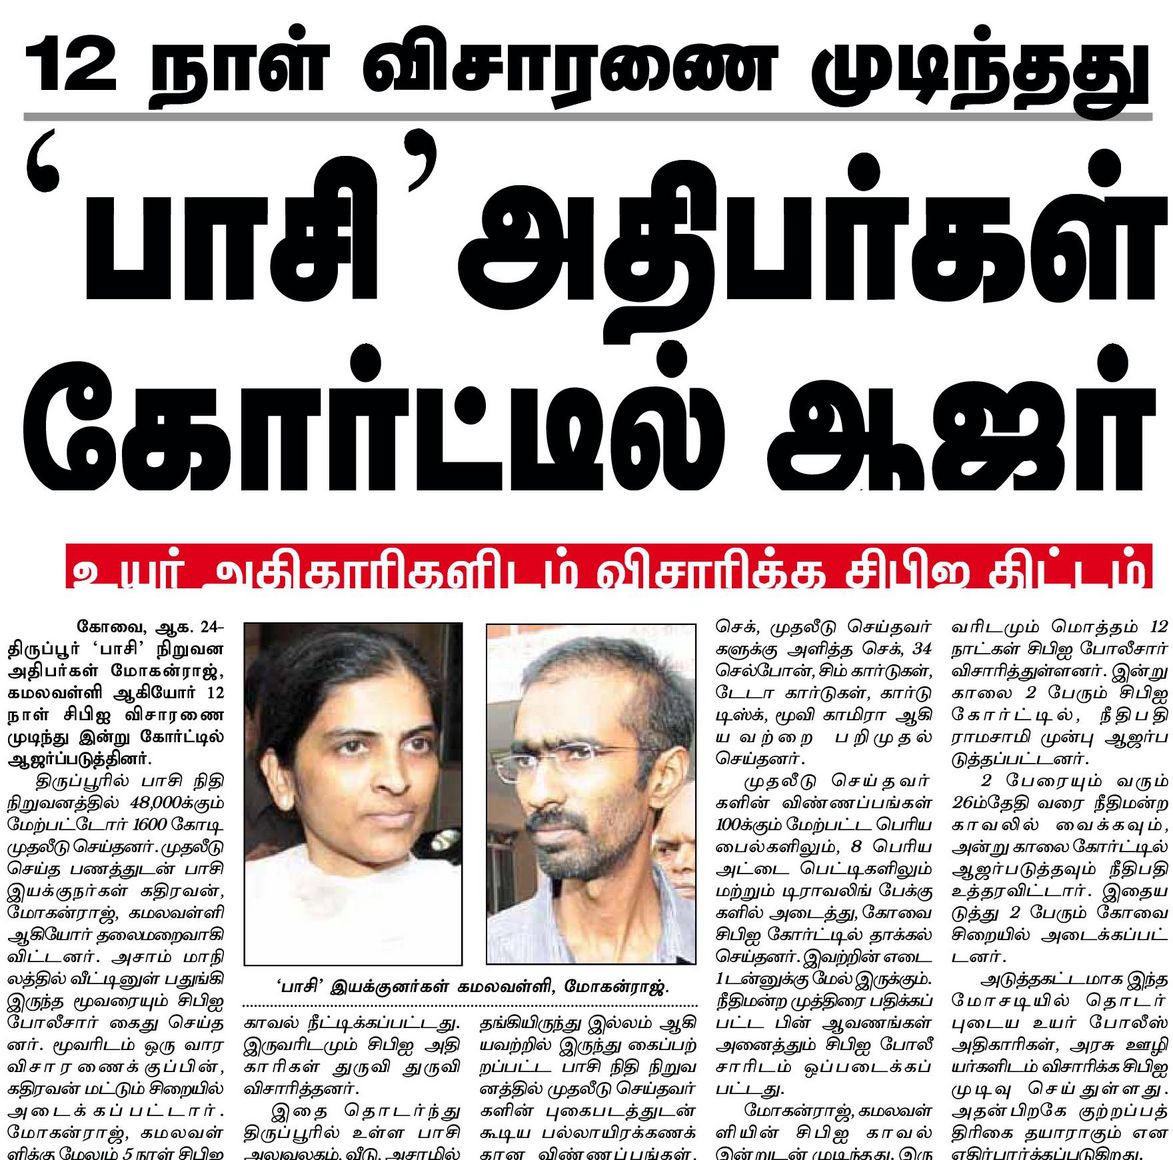 12 நாள் விசாரணை முடிந்தது
‘பாசி’ அதிபர்கள்
கோர்ட்டில் ஆஜர்
உயர் அதிகாரிகளிடம் விசாரிக்க சிபிஐ திட்டம்
கோவை, ஆக. 24-
திருப்பூர் ‘பாசி’ நிறுவன
அதிபர்கள் மோகன்ராஜ்,
கமலவள்ளி ஆகியோர் 12
நாள் சிபிஐ விசாரணை
முடிந்து இன்று கோர்ட்டில்
ஆஜர்ப்படுத்தினர்.
திருப்பூரில் பாசி நிதி
நிறுவனத்தில் 48,000க்கும்
மேற்பட்டோர் 1600 கோடி
முதலீடு செய்தனர். முதலீடு
செய்த பணத்துடன் பாசி
இயக்குநர்கள் கதிரவன்,
மோகன்ராஜ், கமலவள்ளி
ஆகியோர் தலைமறைவாகி
விட்டனர். அசாம் மாநி
லத்தில் வீட்டினுள் பதுங்கி
இருந்த மூவரையும் சிபிஐ
போலீசார் கைது செய்த
னர். மூவரிடம் ஒரு வார
விசாரணைக்குப்பின்,
கதிரவன் மட்டும் சிறையில்
அடைக்கப்பட்டார்.
மோகன்ராஜ், கமலவள்
ளிக்கு மேலும் 5 நாள் சிபிஐ
‘பாசி’ இயக்குனர்கள் கமலவள்ளி, மோகன்ராஜ்.
காவல் நீட்டிக்கப்பட்டது.
இருவரிடமும் சிபிஐ அதி
காரிகள் துருவி துருவி
விசாரித்தனர்.
இதை தொடர்ந்து
திருப்பூரில் உள்ள பாசி
அலுவலகம், வீடு, அசாமில்
தங்கியிருந்து இல்லம் ஆகி
யவற்றில் இருந்து கைப்பற்
றப்பட்ட பாசி நிதி நிறுவ
னத்தில் முதலீடு செய்தவர்
களின் புகைபடத்துடன்
கூடிய பல்லாயிரக்கணக்
கான விண்ணப்பங்கள்,
செக், முதலீடு செய்தவர்
களுக்கு அளித்த செக், 34
செல்போன், சிம் கார்டுகள்,
டேடா கார்டுகள், கார்டு
டிஸ்க், மூவி காமிரா ஆகி
யவற்றை பறிமுதல்
செய்தனர்.
முதலீடு செய்தவர்
களின் விண்ணப்பங்கள்
100க்கும் மேற்பட்ட பெரிய
பைல்களிலும், 8 பெரிய
அட்டை பெட்டிகளிலும்
மற்றும் டிராவலிங் பேக்கு
களில் அடைத்து, கோவை
சிபிஐ கோர்ட்டில் தாக்கல்
செய்தனர். இவற்றின் எடை
1டன்னுக்கு மேல் இருக்கும்.
நீதிமன்ற முத்திரை பதிக்கப்
பட்ட பின் ஆவணங்கள்
அனைத்தும் சிபிஐ போலீ
சாரிடம் ஒப்படைக்கப்
பட்டது.
மோகன்ராஜ், கமலவள்
ளியின் சிபிஐ காவல்
இன்றுடன் முடிந்தது. இரு
வரிடமும் மொத்தம் 12
நாட்கள் சிபிஐ போலீசார்
விசாரித்துள்ளனர். இன்று
காலை 2 பேரும் சிபிஐ
கோர்ட்டில், நீதிபதி
ராமசாமி முன்பு ஆஜர்ப
டுத்தப்பட்டனர்.
2 பேரையும் வரும்
26ம்தேதி வரை நீதிமன்ற
காவலில் வைக்கவும்,
அன்று காலை கோர்ட்டில்
ஆஜர்படுத்தவும் நீதிபதி
உத்தரவிட்டார். இதைய
டுத்து 2 பேரும் கோவை
சிறையில் அடைக்கப்பட்
டனர்.
அடுத்தகட்டமாக இந்த
மோசடியில் தொடர்
புடைய உயர் போலீஸ்
அதிகாரிகள், அரசு ஊழி
யர்களிடம் விசாரிக்க சிபிஐ
முடிவு செய்துள்ளது.
அதன்பிறகே குற்றப்பத்
திரிகை தயாராகும் என
எதிர்பார்க்கப்படுகிறது.